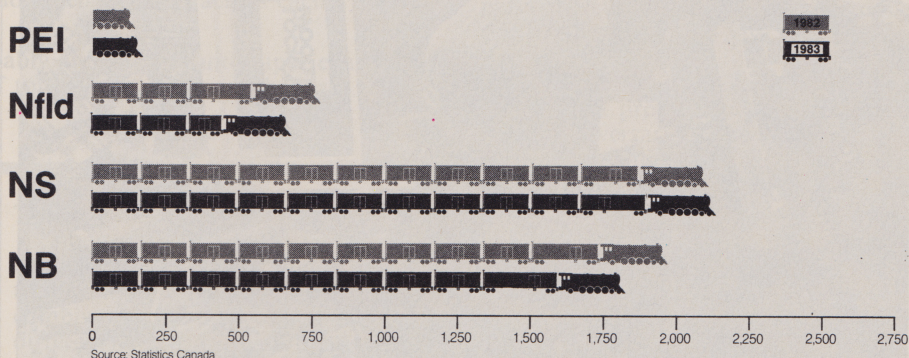 PEI
1982
1983
Nfld
NS
NB
0 250 500 750 1,000 1,250 1,500 1,750 2,000 2,250 2,500 2,750
Source: Statistics Canada